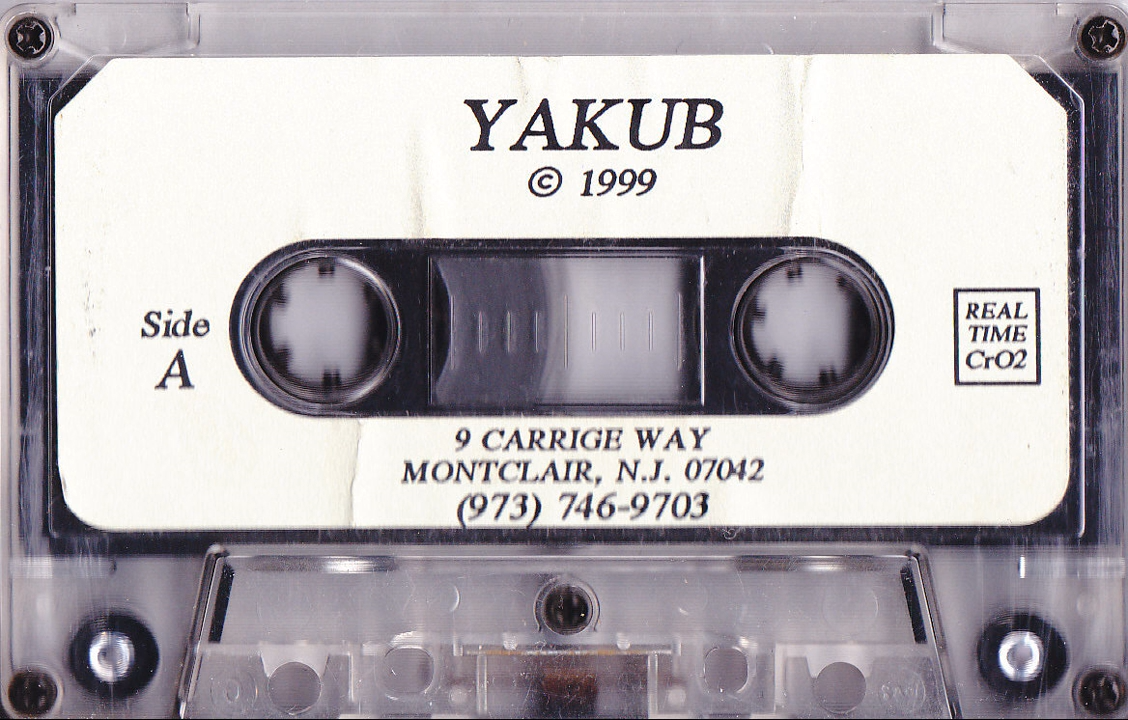 YAKUB
© 1999
Side
A
REAL
TIME
CrO2
9 CARRIGE WAY
MONTCLAIR, N.J. 07042
(973) 746-9703